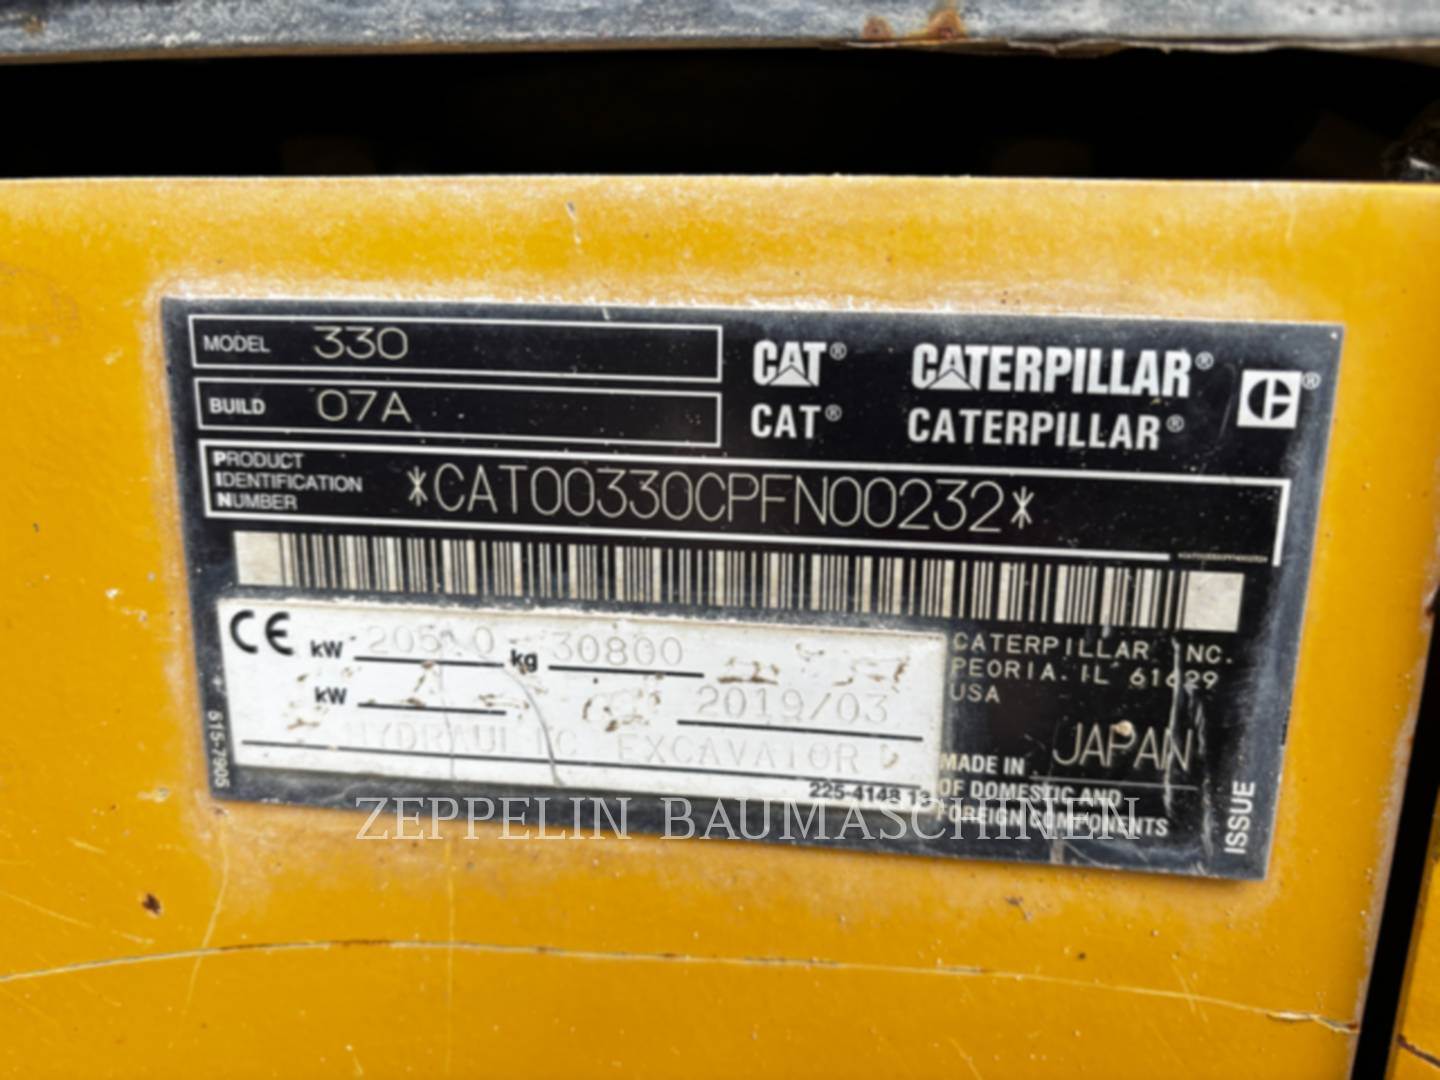 MODEL 330
BUILD 07A
CAT® CATERPILLAR® ®
CAT® CATERPILLAR®
PRODUCT
IDENTIFICATION
NUMBER
*CAT00330CPFN00232*
CE kW kg 30800
kW 2019/03
HYDRAULIC EXCAVATOR
225-4148
515-7905
CATERPILLAR INC.
PEORIA. IL 61629
USA
MADE IN JAPAN
OF DOMESTIC AND
FOREIGN COMPONENTS
ISSUE
ZEPPELIN BAUMASCHINEN